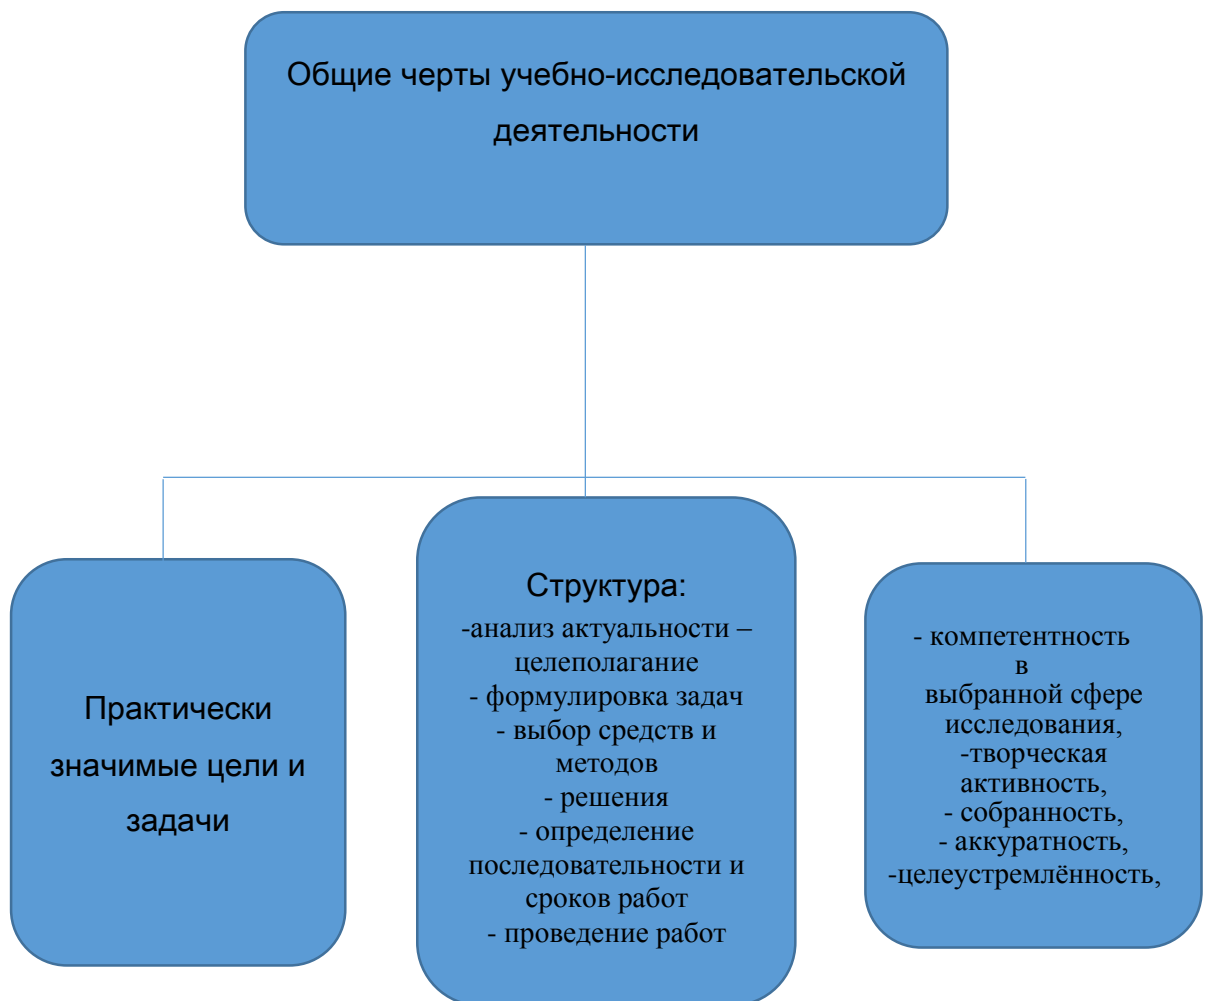 Общие черты учебно-исследовательской
деятельности
Практически
значимые цели и
задачи
Структура:
-анализ актуальности –
целеполагание
- формулировка задач
- выбор средств и
методов
- решения
- определение
последовательности и
сроков работ
- проведение работ
- компетентность
в
выбранной сфере
исследования,
-творческая
активность,
- собранность,
- аккуратность,
-целеустремлённость,